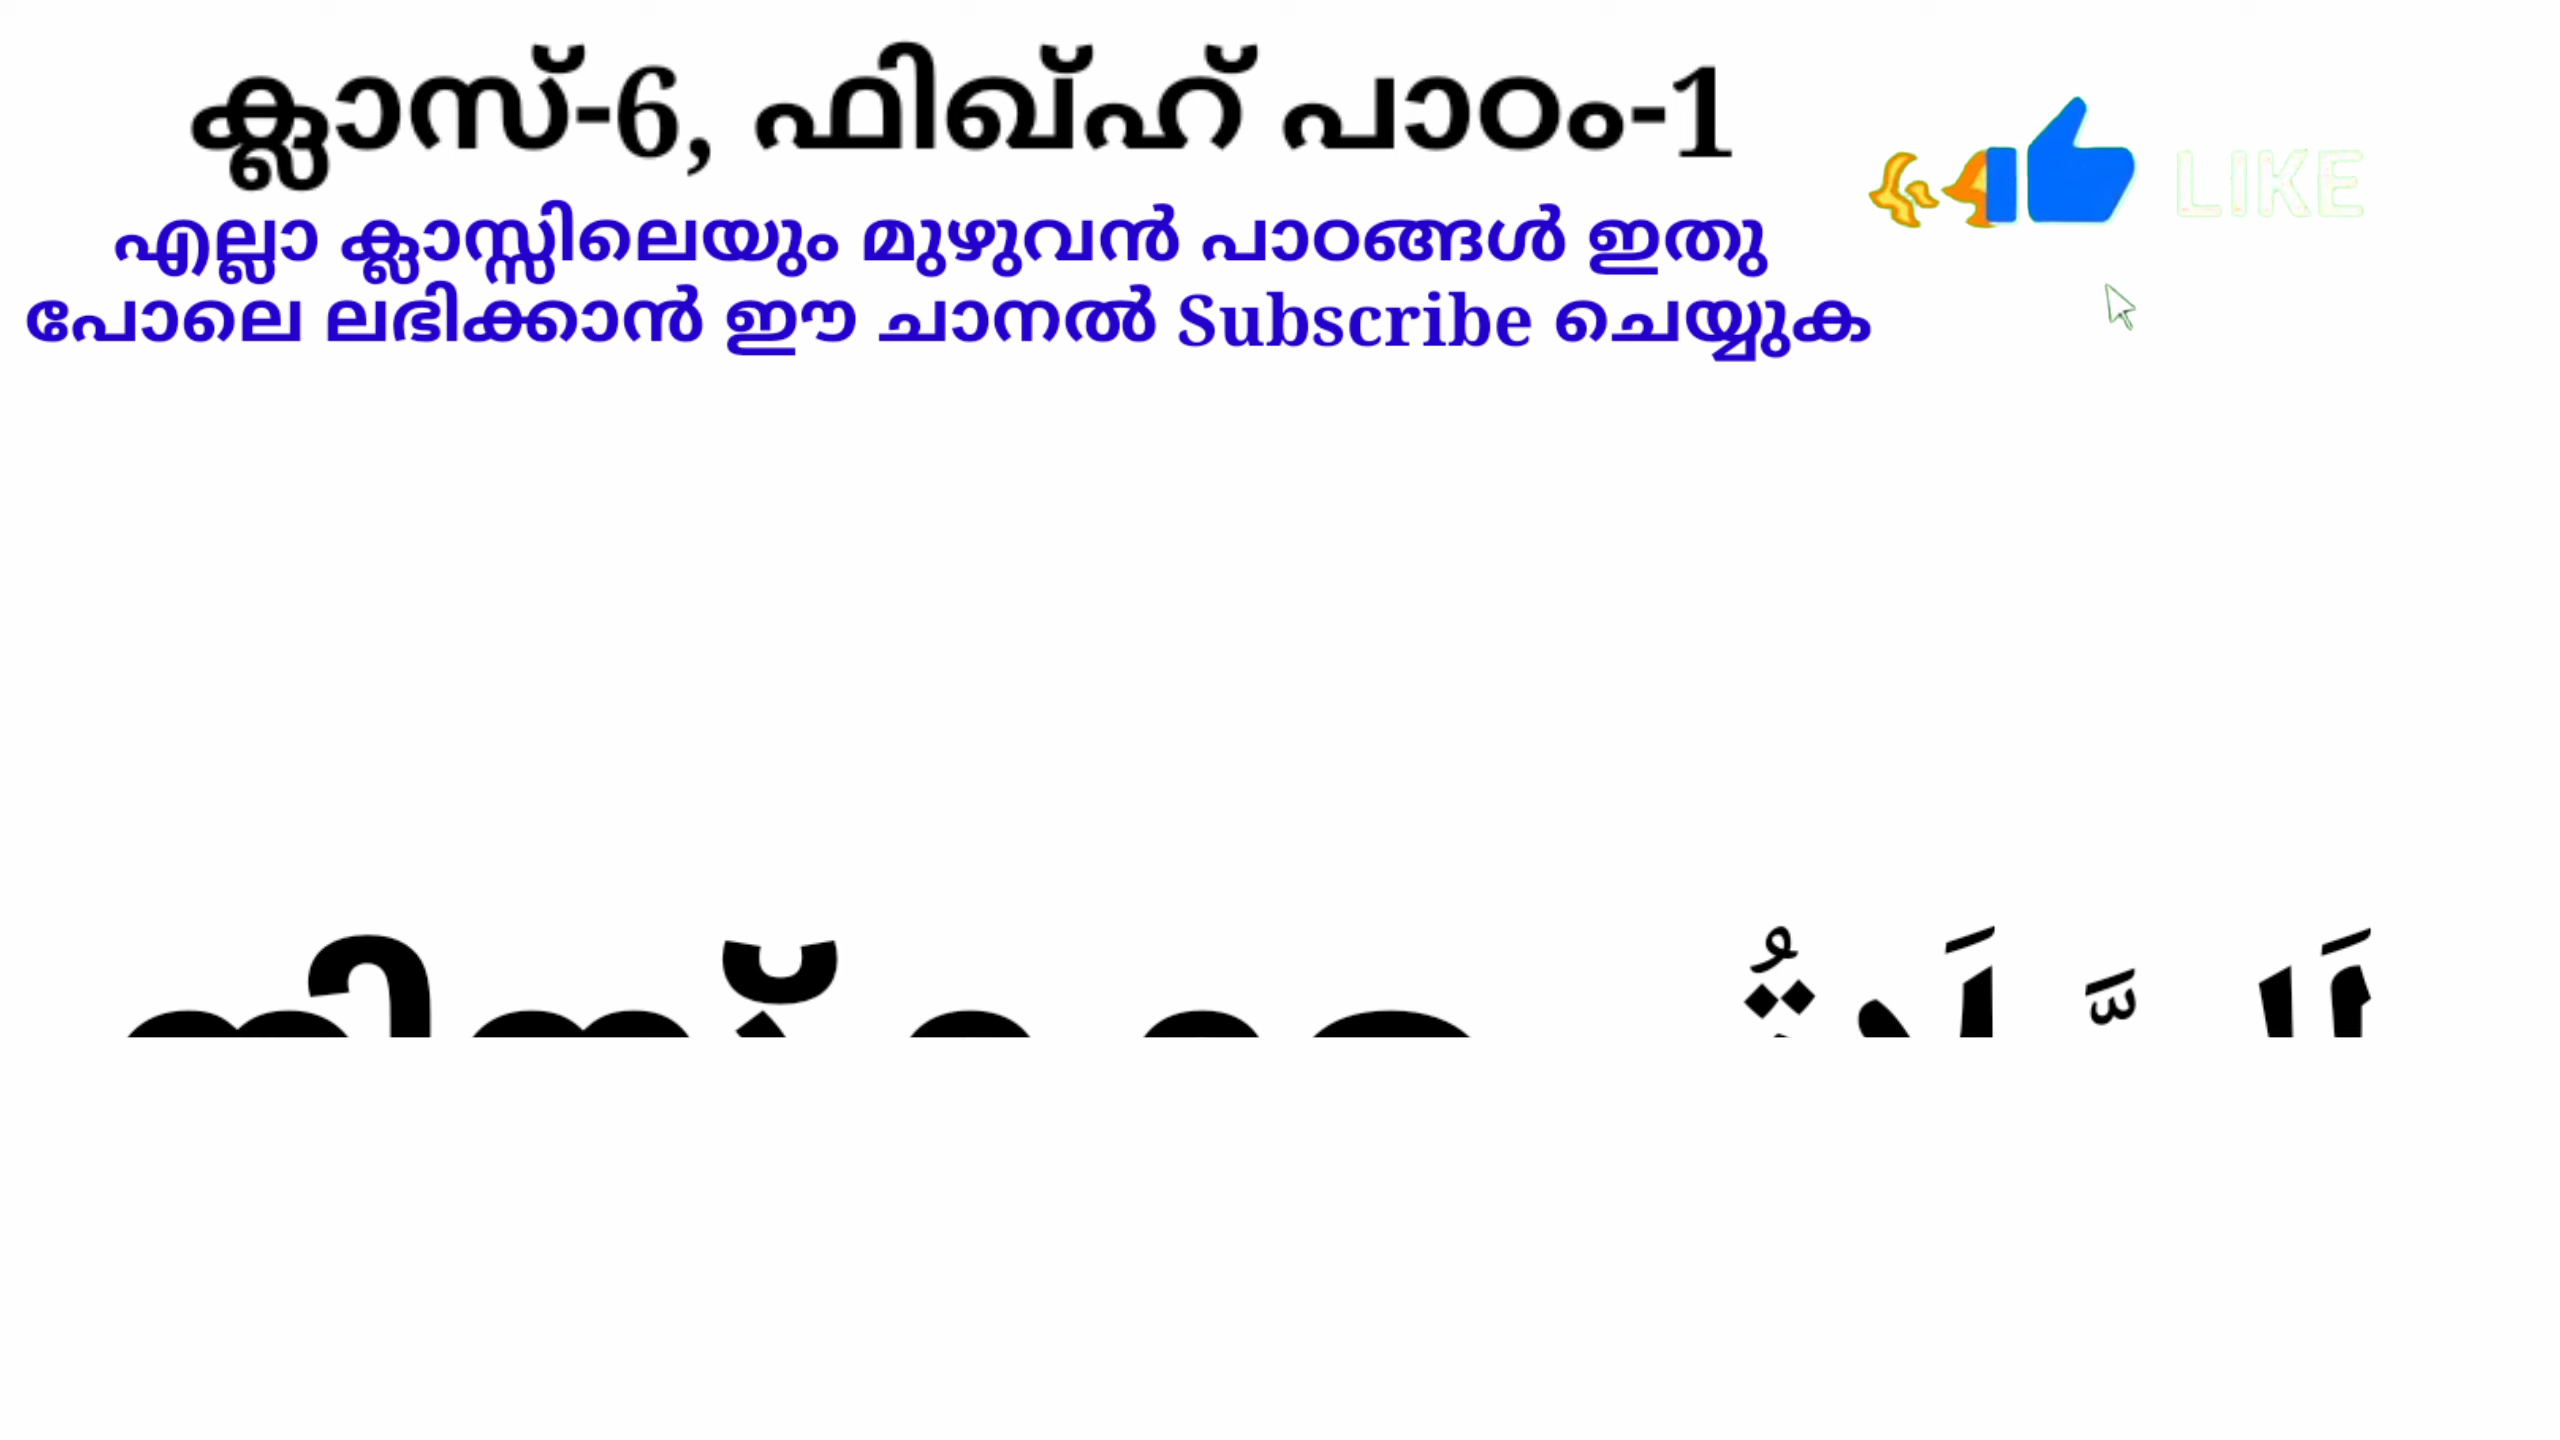 ക്ലാസ്-6, ഫിഖ്ഹ് പാഠം-1
എല്ലാ ക്ലാസ്സിലെയും മുഴുവൻ പാഠങ്ങൾ ഇതു
പോലെ ലഭിക്കാൻ ഈ ചാനൽ Subscribe ചെയ്യുക
LIKE